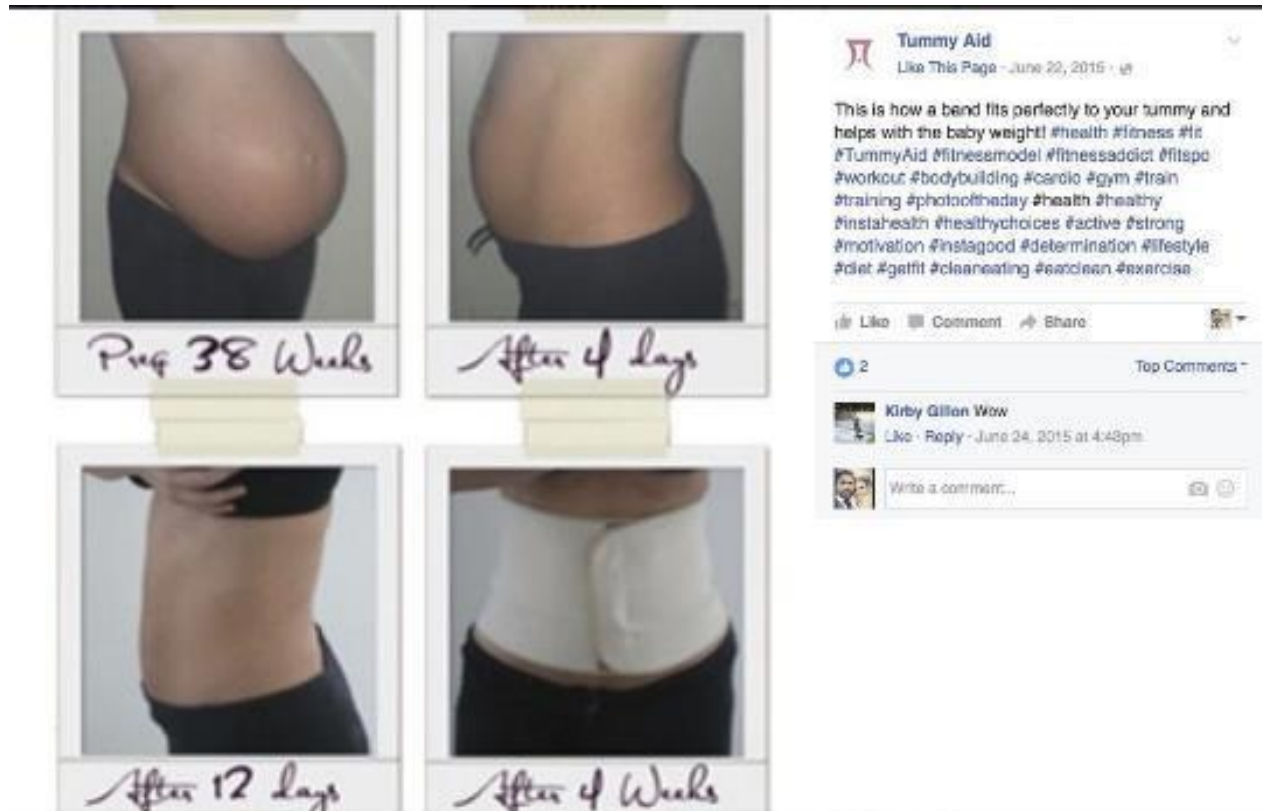 Preg 38 Weeks
After 4 days
After 12 days
After 4 Weeks
Tummy Aid
Like This Page · June 22, 2015 ·
This is how a band fits perfectly to your tummy and
helps with the baby weight! #health #fitness #fit
#TummyAid #fitnessmodel #fitnessaddict #fitspo
#workout #bodybuilding #cardio #gym #train
#training #photooftheday #health #healthy
#instahealth #healthychoices #active #strong
#motivation #instagood #determination #lifestyle
#diet #getfit #cleaneating #eatclean #exercise
Like Comment Share
2 Top Comments
Kirby Gillon Wow
Like · Reply · June 24, 2015 at 4:43pm
Write a comment...